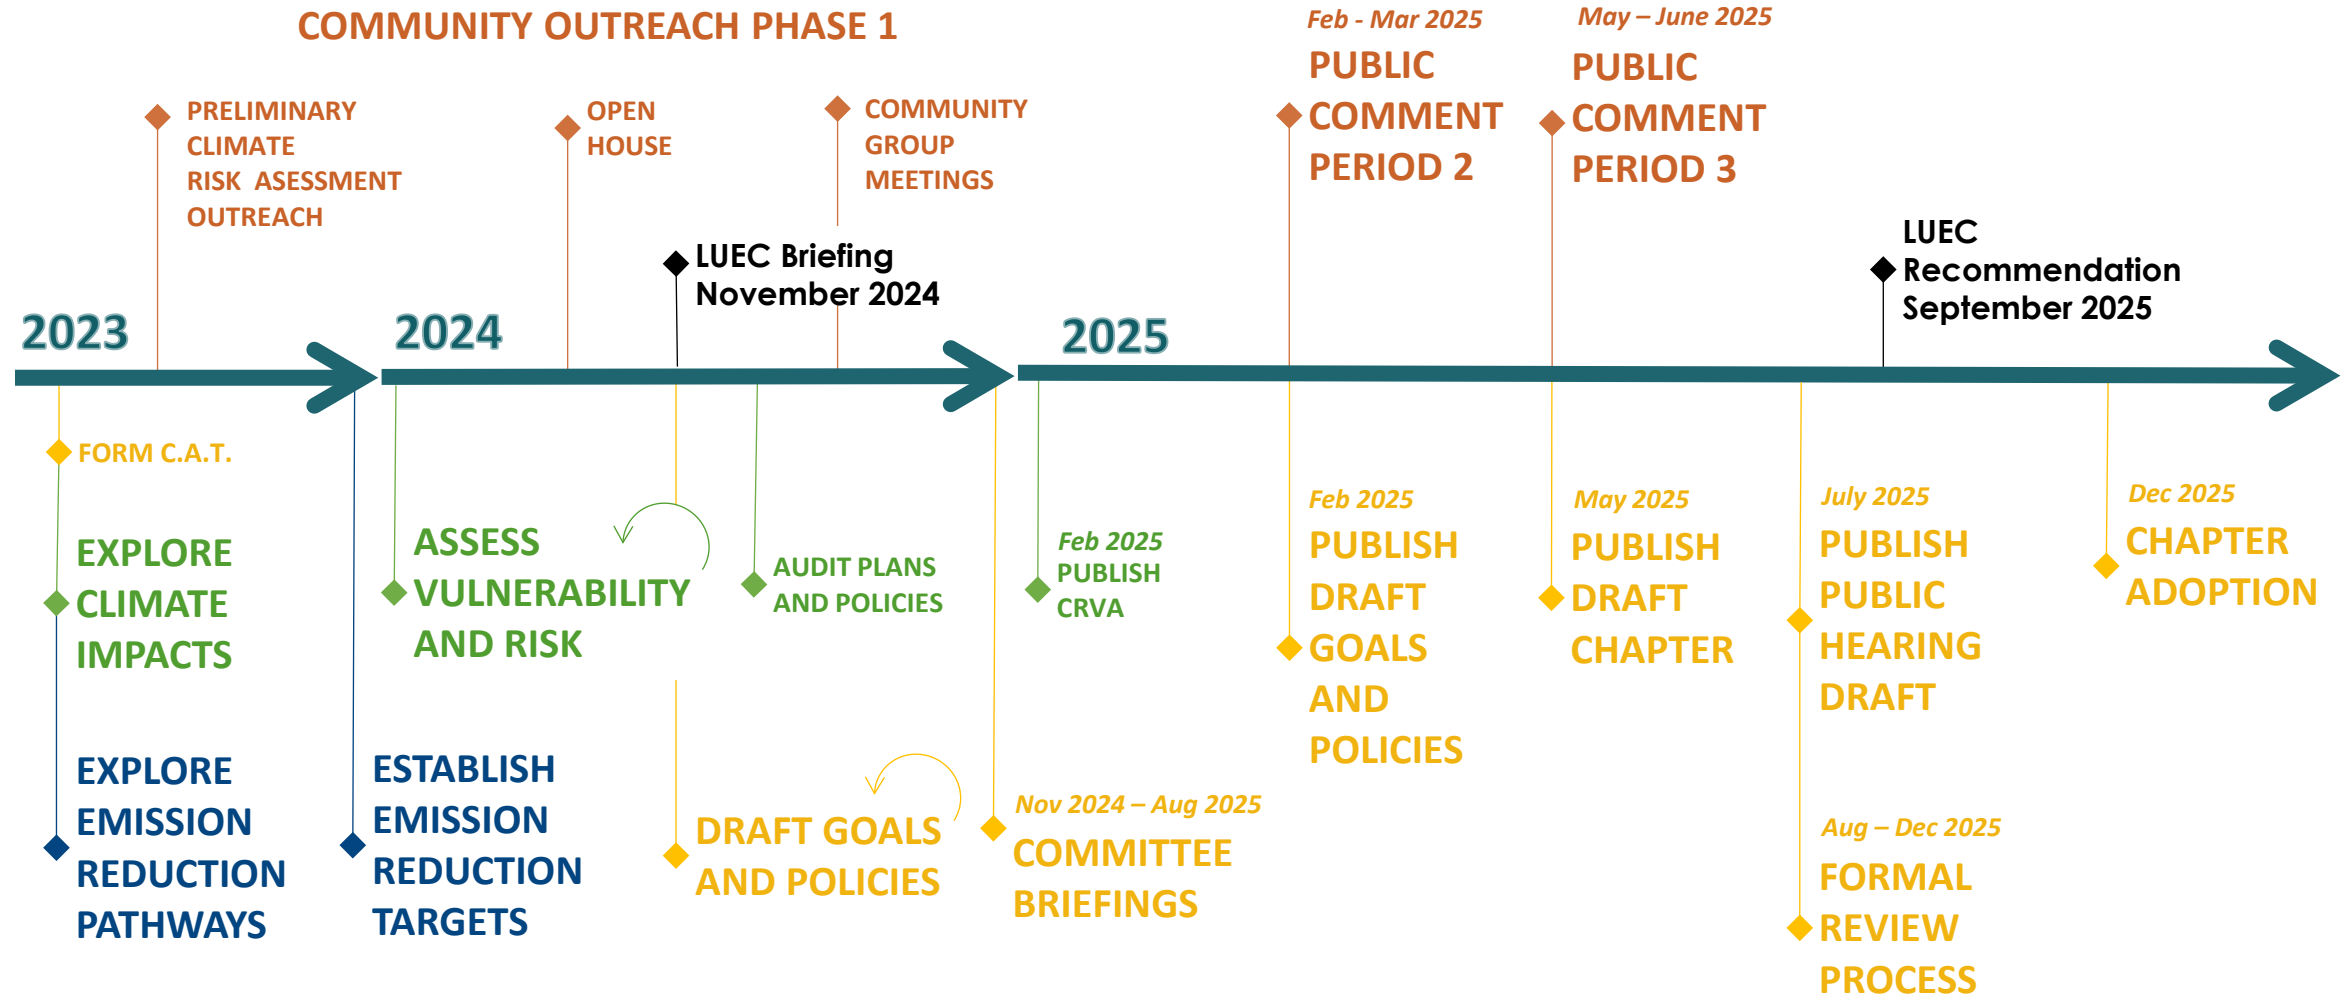 COMMUNITY OUTREACH PHASE 1
PRELIMINARY
CLIMATE
RISK  ASESSMENT
OUTREACH
OPEN
HOUSE
COMMUNITY
GROUP
MEETINGS
Feb - Mar 2025
PUBLIC
COMMENT
PERIOD 2
May – June 2025
PUBLIC
COMMENT
PERIOD 3
LUEC Briefing
November 2024
LUEC
Recommendation
September 2025
2023
2024
2025
FORM C.A.T.
EXPLORE
CLIMATE
IMPACTS
EXPLORE
EMISSION
REDUCTION
PATHWAYS
ESTABLISH
EMISSION
REDUCTION
TARGETS
ASSESS
VULNERABILITY
AND RISK
AUDIT PLANS
AND POLICIES
DRAFT GOALS
AND POLICIES
Nov 2024 – Aug 2025
COMMITTEE
BRIEFINGS
Feb 2025
PUBLISH
CRVA
Feb 2025
PUBLISH
DRAFT
GOALS
AND
POLICIES
May 2025
PUBLISH
DRAFT
CHAPTER
July 2025
PUBLISH
PUBLIC
HEARING
DRAFT
Aug – Dec 2025
FORMAL
REVIEW
PROCESS
Dec 2025
CHAPTER
ADOPTION